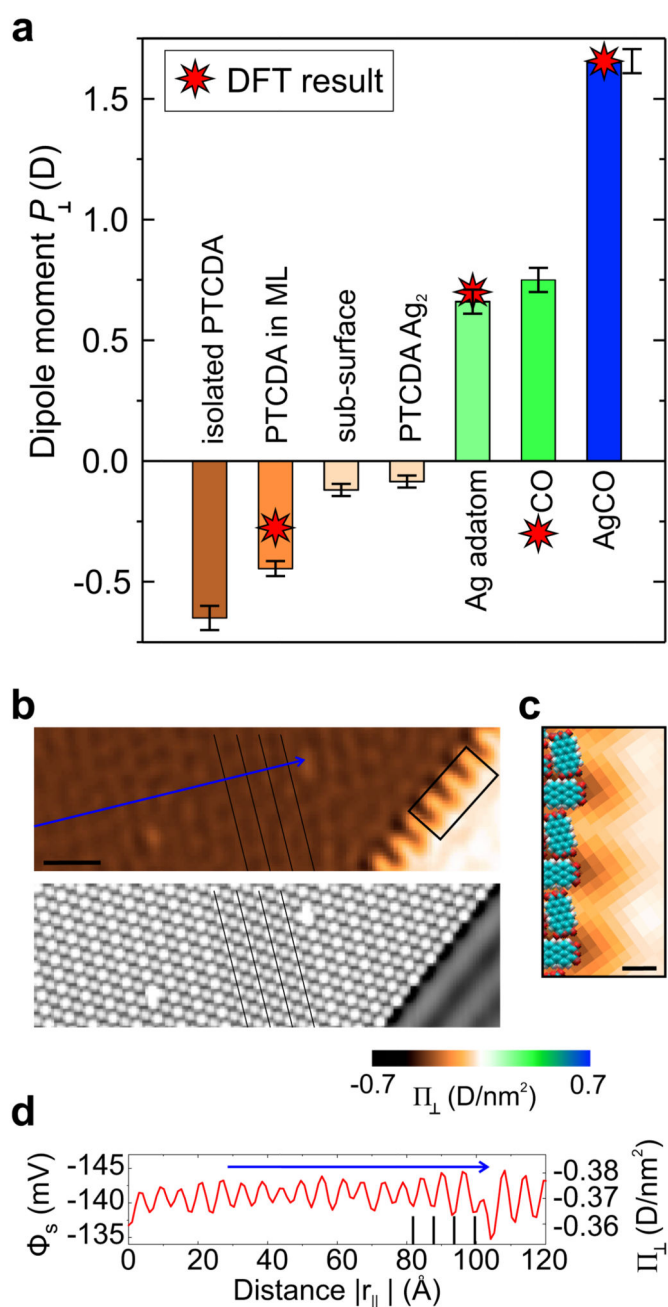 a
DFT result
Dipole moment P⊥ (D)
1.5
1.0
0.5
0.0
-0.5
isolated PTCDA
PTCDA in ML
sub-surface
PTCDA Ag₂
Ag adatom
CO
AgCO
b
c
-0.7
0.7
Π⊥ (D/nm²)
d
Φs (mV)
-145
-140
-135
-0.38
-0.37
-0.36
Π⊥ (D/nm²)
0 20 40 60 80 100 120
Distance |r|||  (Å)